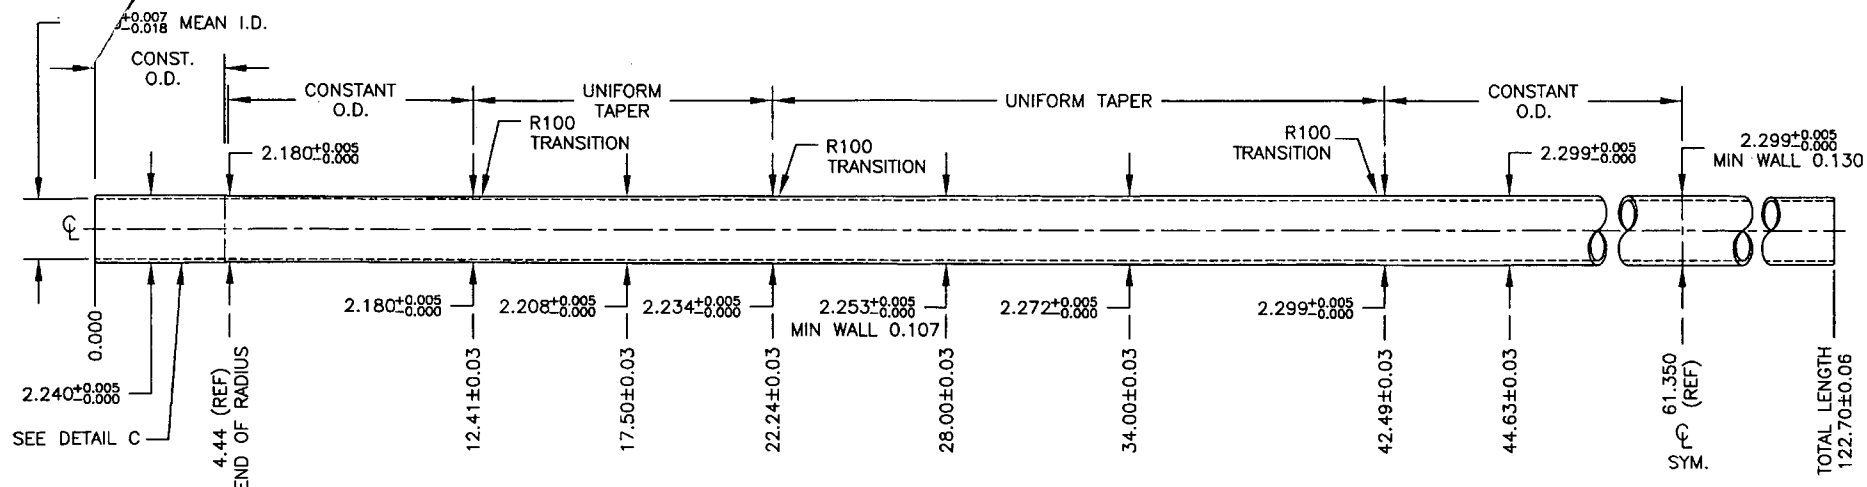 +0.007
-0.018 MEAN I.D.
CONST.
O.D.
CONSTANT
O.D.
UNIFORM
TAPER
UNIFORM TAPER
CONSTANT
O.D.
R100
TRANSITION
R100
TRANSITION
R100
TRANSITION
2.180+0.005
-0.000
2.299+0.005
-0.000
2.299+0.005
-0.000
MIN WALL 0.130
℄
2.180+0.005
-0.000
2.208+0.005
-0.000
2.234+0.005
-0.000
2.253+0.005
-0.000
MIN WALL 0.107
2.272+0.005
-0.000
2.299+0.005
-0.000
2.240+0.005
-0.000
SEE DETAIL C
0.000
4.44 (REF)
END OF RADIUS
12.41±0.03
17.50±0.03
22.24±0.03
28.00±0.03
34.00±0.03
42.49±0.03
44.63±0.03
61.350
(REF)
℄
SYM.
TOTAL LENGTH
122.70±0.06